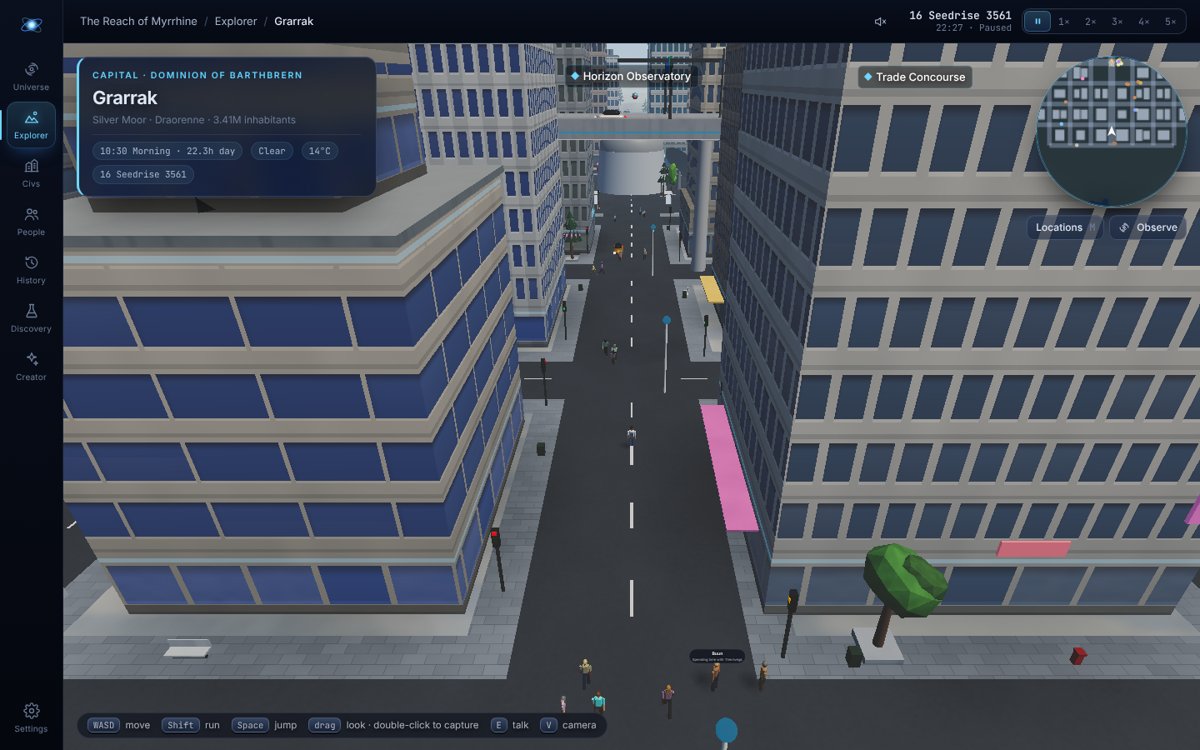 The Reach of Myrrhine / Explorer / Grarrak
16 Seedrise 3561
22:27 · Paused
1× 2× 3× 4× 5×
Universe
Explorer
Civs
People
History
Discovery
Creator
Settings
CAPITAL · DOMINION OF BARTHBRERN
Grarrak
Silver Moor · Draorenne · 3.41M inhabitants
10:30 Morning · 22.3h day
Clear
14°C
16 Seedrise 3561
Horizon Observatory
Trade Concourse
Locations M
Observe
WASD move Shift run Space jump drag look · double-click to capture E talk V camera